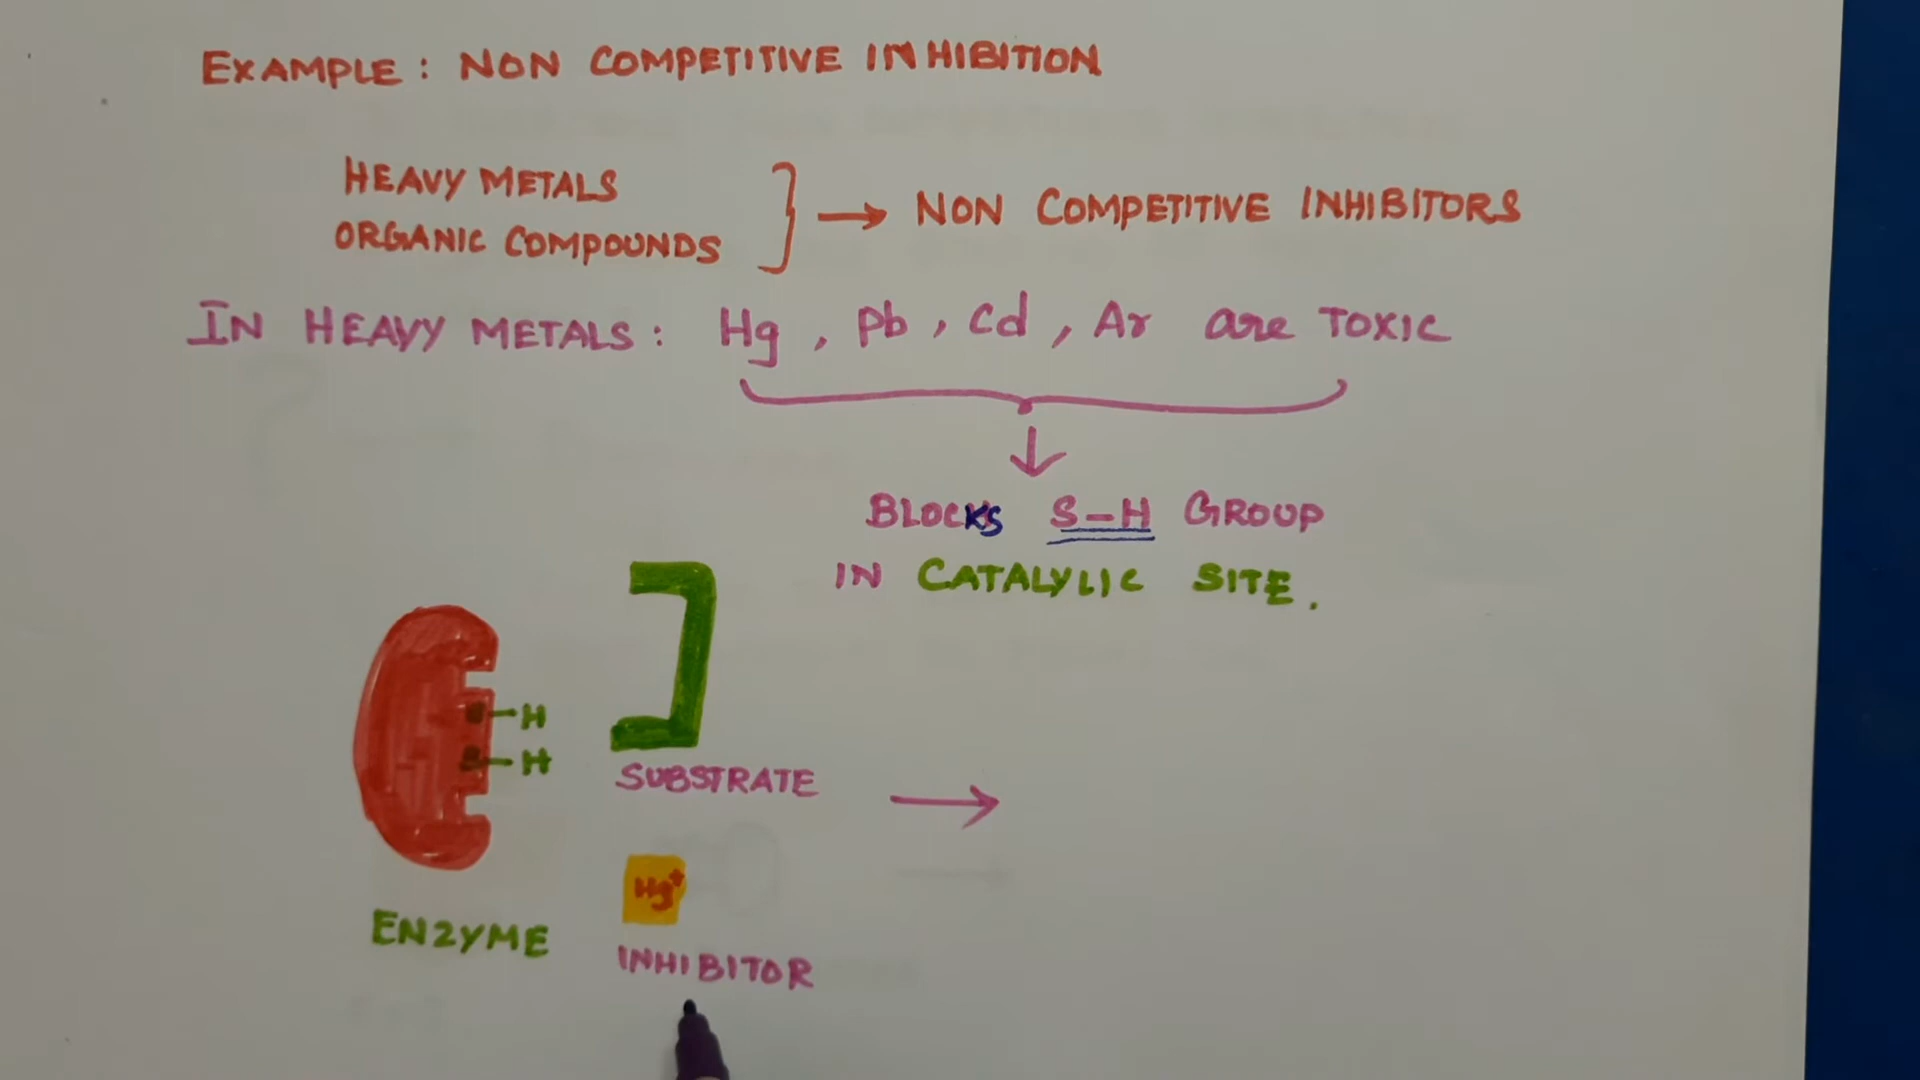 EXAMPLE: NON COMPETITIVE INHIBITION
HEAVY METALS
ORGANIC COMPOUNDS
→ NON COMPETITIVE INHIBITORS
IN HEAVY METALS: Hg, Pb, Cd, Ar are TOXIC
↓
BLOCKS S-H GROUP
IN CATALYLIC SITE.
-H
-H
SUBSTRATE
→
Hg+
ENZYME
INHIBITOR